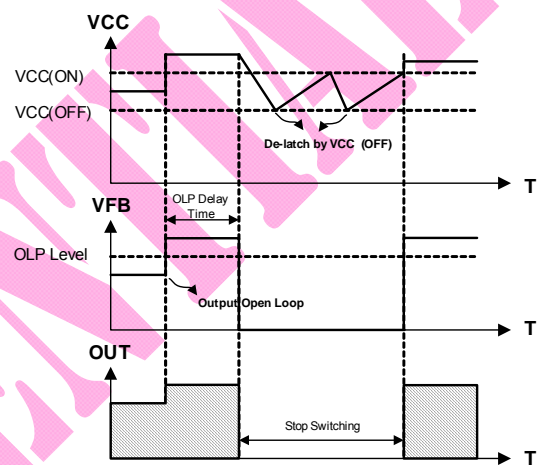 VCC
VCC(ON)
VCC(OFF)
De-latch by VCC (OFF)
T
VFB
OLP Delay
Time
OLP Level
Output Open Loop
T
OUT
Stop Switching
T